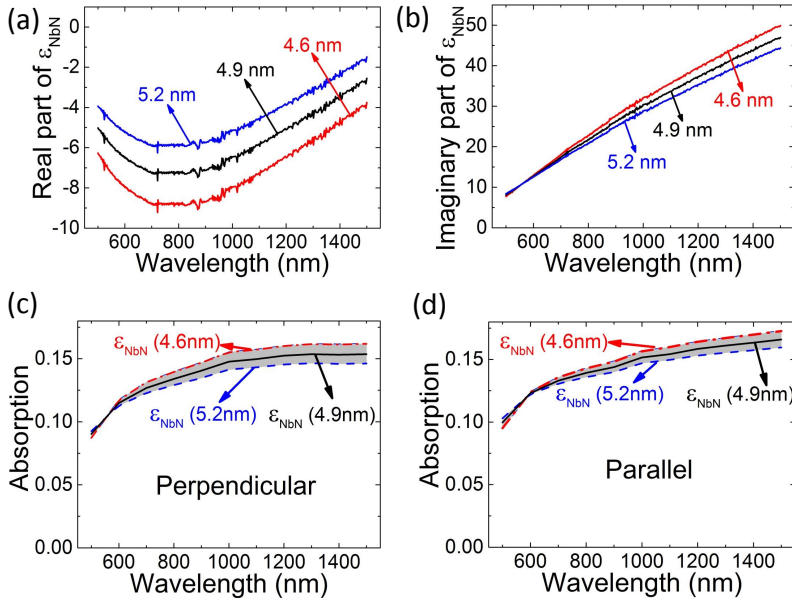 (a)
Real part of ε_NbN
0
-2
-4
-6
-8
-10
4.6 nm
4.9 nm
5.2 nm
600 800 1000 1200 1400
Wavelength (nm)
(b)
Imaginary part of ε_NbN
50
40
30
20
10
0
4.6 nm
4.9 nm
5.2 nm
600 800 1000 1200 1400
Wavelength (nm)
(c)
Absorption
0.15
0.10
0.05
0.00
ε_NbN (4.6nm)
ε_NbN (5.2nm)
ε_NbN (4.9nm)
Perpendicular
600 800 1000 1200 1400
Wavelength (nm)
(d)
Absorption
0.15
0.10
0.05
0.00
ε_NbN (4.6nm)
ε_NbN (5.2nm)
ε_NbN (4.9nm)
Parallel
600 800 1000 1200 1400
Wavelength (nm)